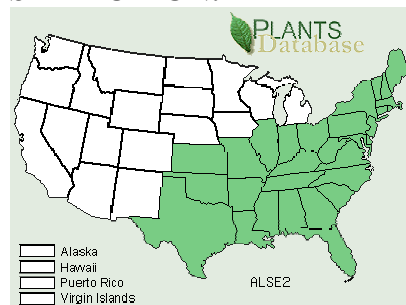 PLANTS
Database
Alaska
Hawaii
Puerto Rico
Virgin Islands
ALSE2